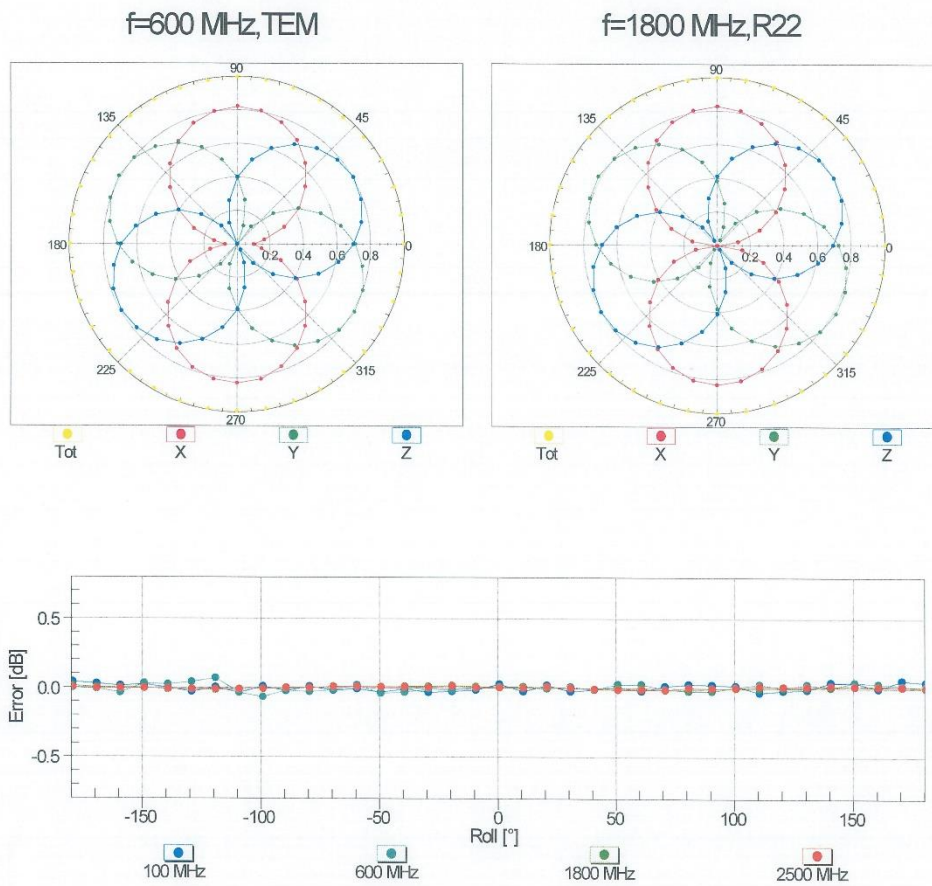 f=600 MHz,TEM
f=1800 MHz,R22
90
135
45
180
0.2 0.4 0.6 0.8
0
225
315
270
Tot
X
Y
Z
90
135
45
180
0.2 0.4 0.6 0.8
0
225
315
270
Tot
X
Y
Z
Error [dB]
0.5
0.0
-0.5
-150
-100
-50
0
50
100
150
Roll [°]
100 MHz
600 MHz
1800 MHz
2500 MHz